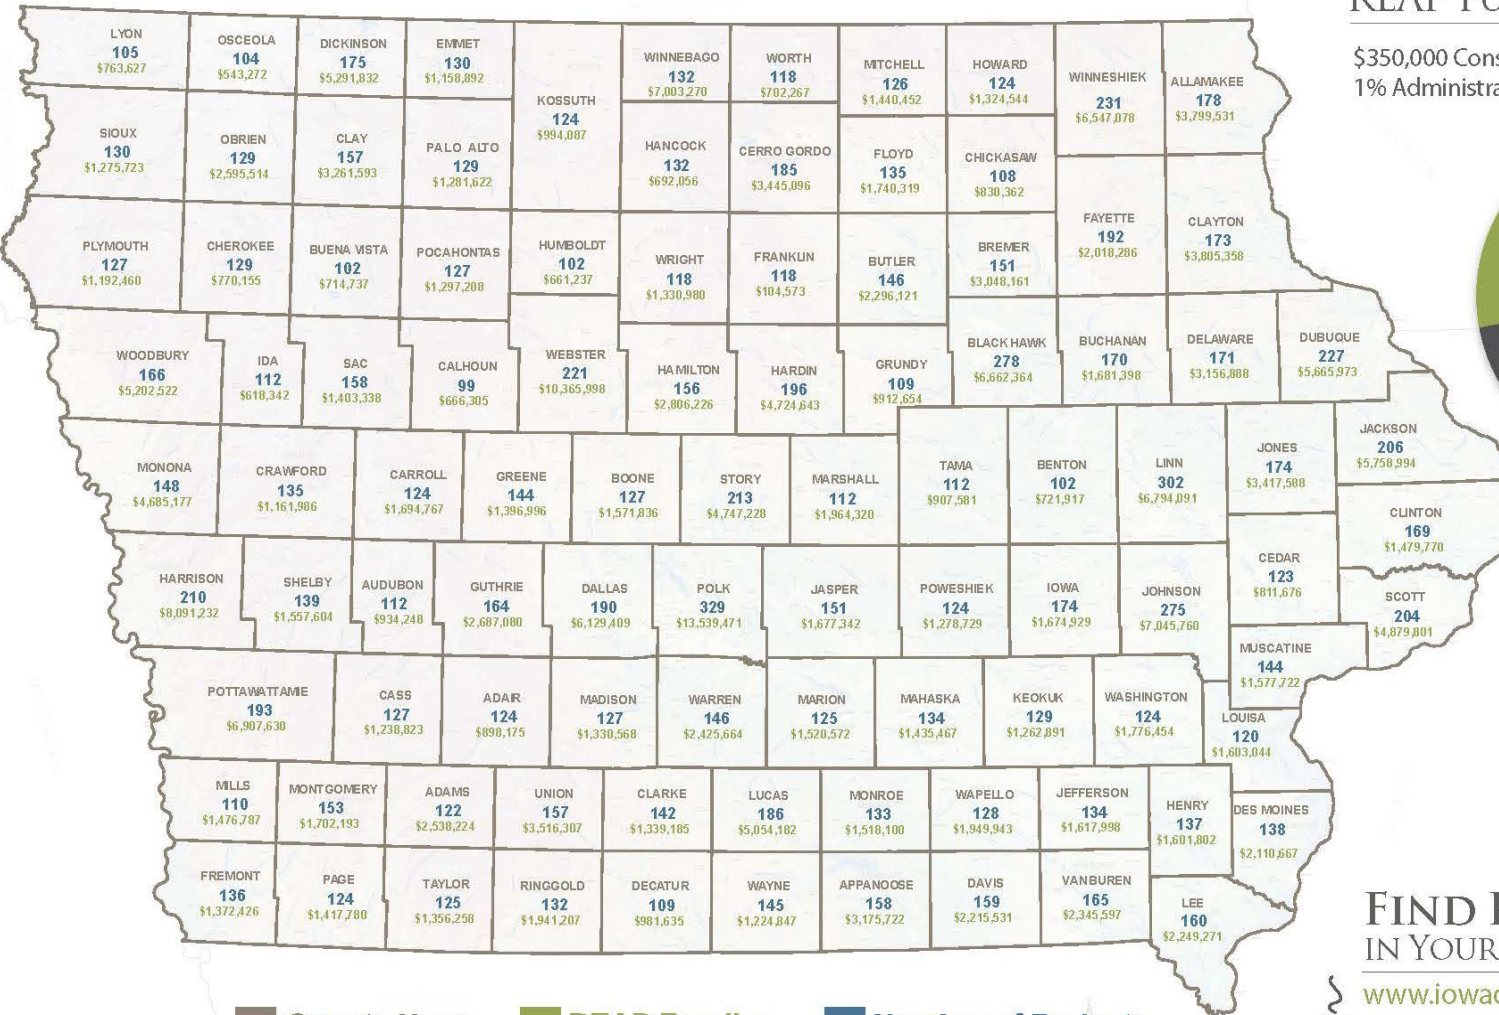 LYON
105
$763,627
OSCEOLA
104
$543,272
DICKINSON
175
$5,291,832
EMMET
130
$1,158,892
KOSSUTH
124
$994,087
WINNEBAGO
132
$7,003,270
WORTH
118
$702,267
MITCHELL
126
$1,440,452
HOWARD
124
$1,324,544
WINNESHIEK
231
$6,547,078
ALLAMAKEE
178
$3,799,531
$350,000
1%
SIOUX
130
$1,275,723
OBRIEN
129
$2,595,514
CLAY
157
$3,261,593
PALO ALTO
129
$1,281,622
HANCOCK
132
$692,056
CERRO GORDO
185
$3,445,096
FLOYD
135
$1,740,319
CHICKASAW
108
$830,362
FAYETTE
192
$2,018,286
CLAYTON
173
$3,805,358
PLYMOUTH
127
$1,192,460
CHEROKEE
129
$770,155
BUENA VISTA
102
$714,737
POCAHONTAS
127
$1,297,208
HUMBOLDT
102
$661,237
WRIGHT
118
$1,330,980
FRANKLIN
118
$104,573
BUTLER
146
$2,296,121
BREMER
151
$3,048,161
WOODBURY
166
$5,202,522
IDA
112
$618,342
SAC
158
$1,403,338
CALHOUN
99
$666,305
WEBSTER
221
$10,365,998
HAMILTON
156
$2,806,226
HARDIN
196
$4,724,643
GRUNDY
109
$912,654
BLACK HAWK
278
$6,662,364
BUCHANAN
170
$1,681,398
DELAWARE
171
$3,156,888
DUBUQUE
227
$5,665,973
MONONA
148
$4,685,177
CRAWFORD
135
$1,161,986
CARROLL
124
$1,694,767
GREENE
144
$1,396,996
BOONE
127
$1,571,836
STORY
213
$4,747,228
MARSHALL
112
$1,964,320
TAMA
112
$907,581
BENTON
102
$721,917
LINN
302
$6,794,091
JONES
174
$3,417,588
JACKSON
206
$5,758,994
CLINTON
169
$1,479,770
HARRISON
210
$8,091,232
SHELBY
139
$1,557,604
AUDUBON
112
$934,248
GUTHRIE
164
$2,687,080
DALLAS
190
$6,129,409
POLK
329
$13,539,471
JASPER
151
$1,677,342
POWESHIEK
124
$1,278,729
IOWA
174
$1,674,929
JOHNSON
275
$7,045,760
CEDAR
123
$811,676
SCOTT
204
$4,879,801
MUSCATINE
144
$1,577,722
POTTAWATTAMIE
193
$6,907,630
CASS
127
$1,238,823
ADAIR
124
$898,175
MADISON
127
$1,330,568
WARREN
146
$2,425,664
MARION
125
$1,520,572
MAHASKA
134
$1,435,467
KEOKUK
129
$1,262,891
WASHINGTON
124
$1,776,454
LOUISA
120
$1,603,044
MILLS
110
$1,476,787
MONTGOMERY
153
$1,702,193
ADAMS
122
$2,538,224
UNION
157
$3,516,307
CLARKE
142
$1,339,185
LUCAS
186
$5,054,182
MONROE
133
$1,518,100
WAPELLO
128
$1,949,943
JEFFERSON
134
$1,617,998
HENRY
137
$1,601,802
DES MOINES
138
$2,110,667
FREMONT
136
$1,372,426
PAGE
124
$1,417,780
TAYLOR
125
$1,356,258
RINGGOLD
132
$1,941,207
DECATUR
109
$981,635
WAYNE
145
$1,224,847
APPANOOSE
158
$3,175,722
DAVIS
159
$2,215,531
VAN BUREN
165
$2,345,597
LEE
160
$2,249,271
FIND
IN YOUR